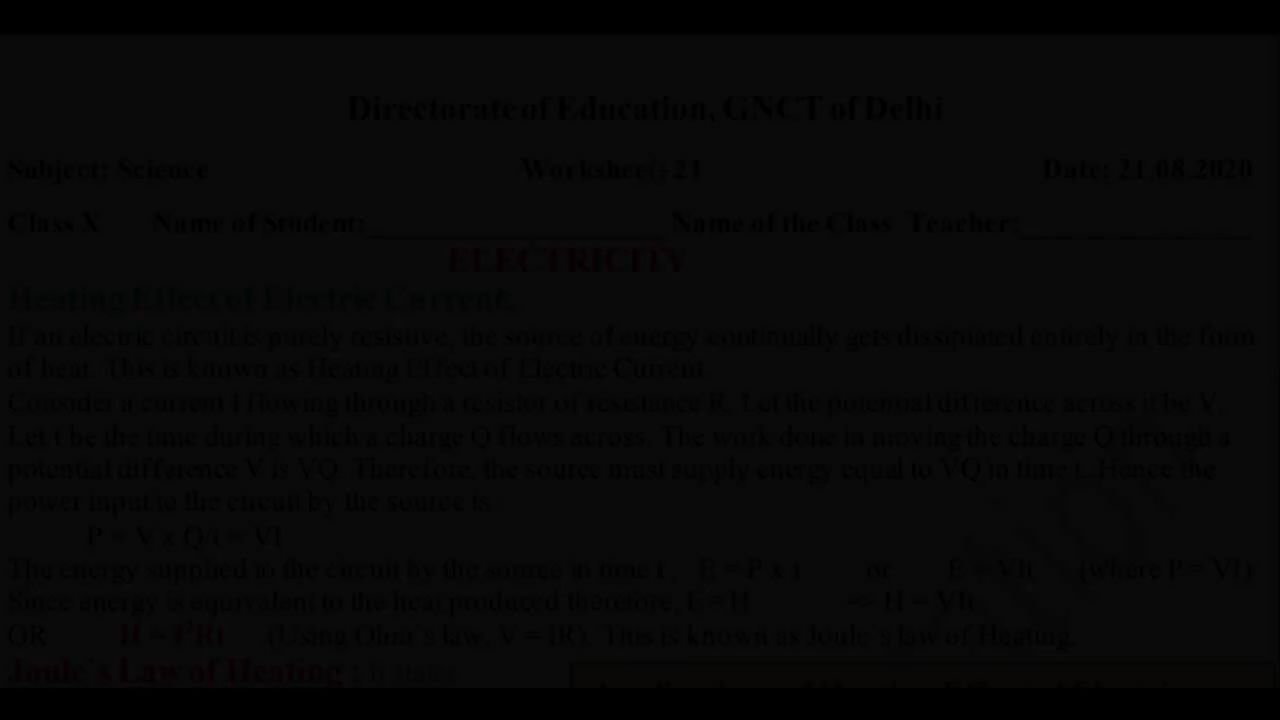 Directorate of Education, GNCT of Delhi
Subject: Science Worksheet: 21 Date: 21.08.2020
Class X Name of Student:____________________ Name of the Class Teacher:________________
ELECTRICITY
Heating Effect of Electric Current:
If an electric circuit is purely resistive, the source of energy continually gets dissipated entirely in the form
of heat. This is known as Heating Effect of Electric Current.
Consider a current I flowing through a resistor of resistance R. Let the potential difference across it be V.
Let t be the time during which a charge Q flows across. The work done in moving the charge Q through a
potential difference V is VQ. Therefore, the source must supply energy equal to VQ in time t. Hence the
power input to the circuit by the source is
P = V x Q/t = VI
The energy supplied to the circuit by the source in time t E = P x t or E = VIt (where P = VI)
Since energy is equivalent to the heat produced therefore, E = H => H = VIt
OR H = I²Rt (Using Ohm's law, V = IR). This is known as Joule's law of Heating.
Joule's Law of Heating : It states